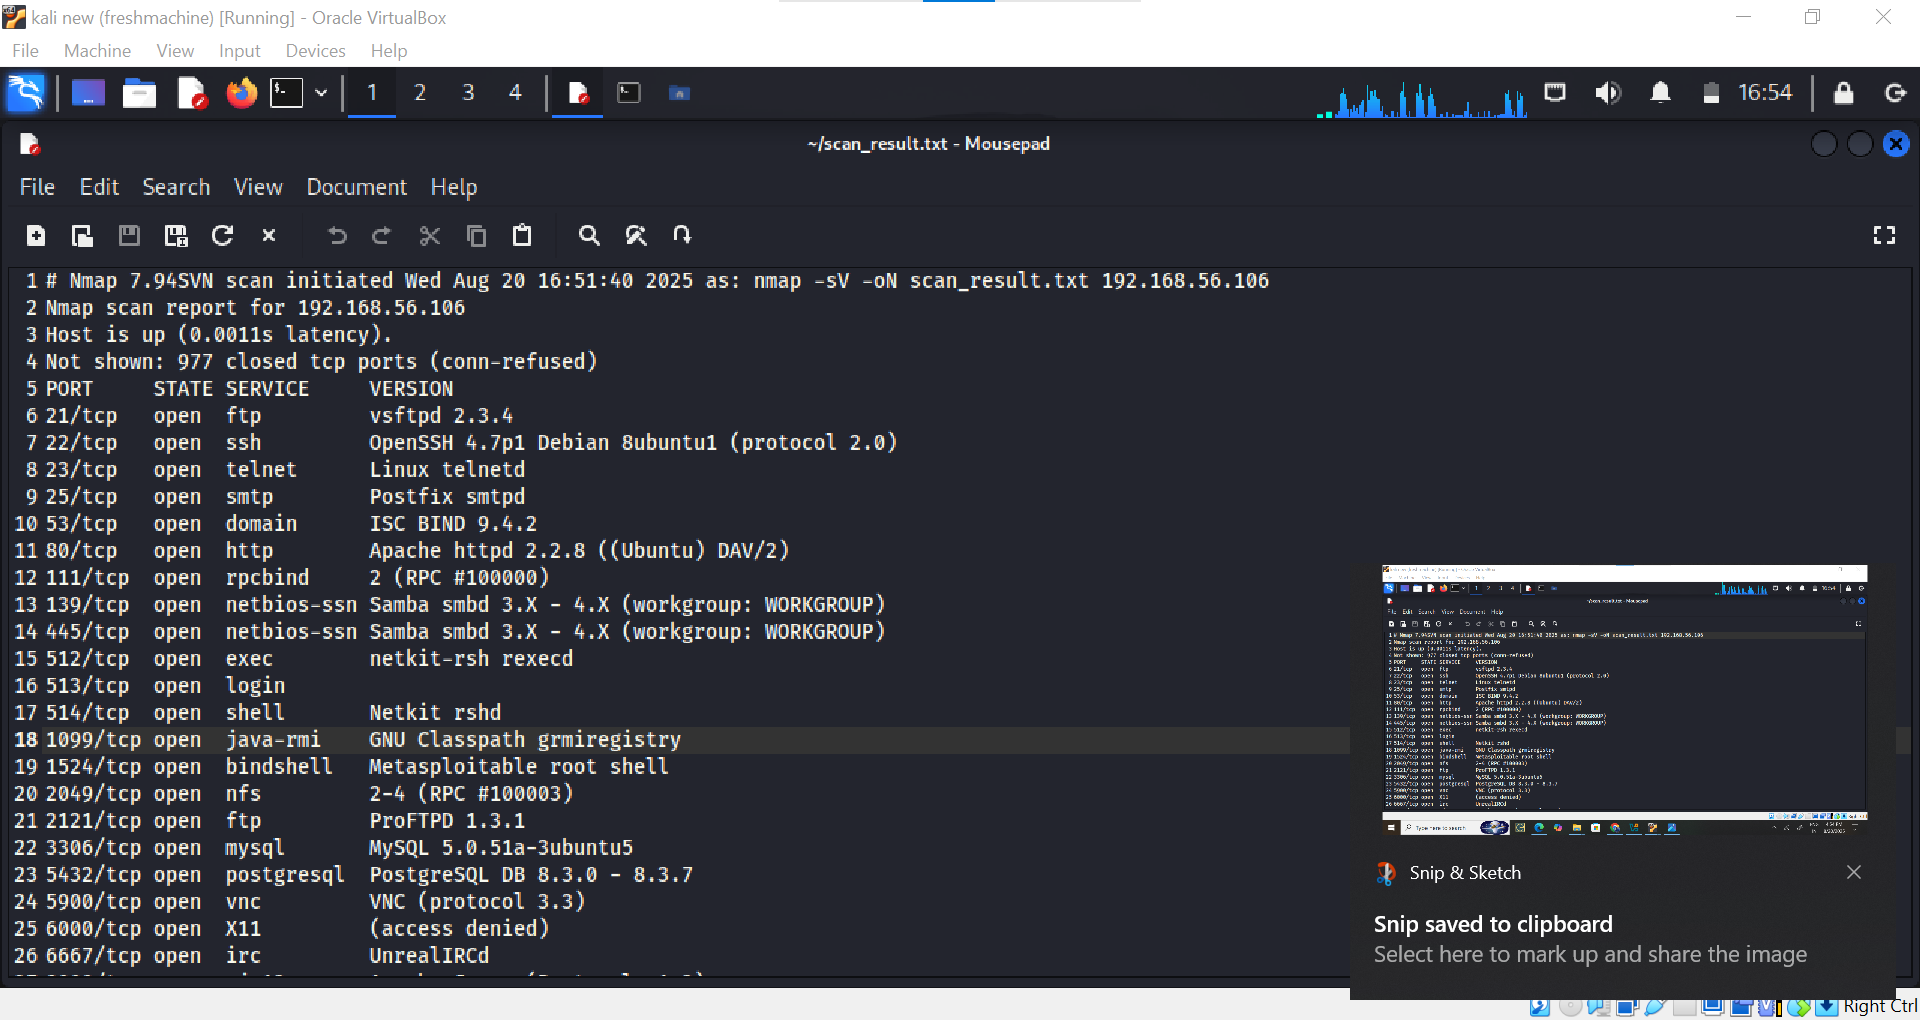 kali new (freshmachine) [Running] - Oracle VirtualBox
File Machine View Input Devices Help
1 2 3 4 16:54
~/scan_result.txt - Mousepad
File Edit Search View Document Help
1 # Nmap 7.94SVN scan initiated Wed Aug 20 16:51:40 2025 as: nmap -sV -oN scan_result.txt 192.168.56.106
2 Nmap scan report for 192.168.56.106
3 Host is up (0.0011s latency).
4 Not shown: 977 closed tcp ports (conn-refused)
5 PORT STATE SERVICE VERSION
6 21/tcp open ftp vsftpd 2.3.4
7 22/tcp open ssh OpenSSH 4.7p1 Debian 8ubuntu1 (protocol 2.0)
8 23/tcp open telnet Linux telnetd
9 25/tcp open smtp Postfix smtpd
10 53/tcp open domain ISC BIND 9.4.2
11 80/tcp open http Apache httpd 2.2.8 ((Ubuntu) DAV/2)
12 111/tcp open rpcbind 2 (RPC #100000)
13 139/tcp open netbios-ssn Samba smbd 3.X - 4.X (workgroup: WORKGROUP)
14 445/tcp open netbios-ssn Samba smbd 3.X - 4.X (workgroup: WORKGROUP)
15 512/tcp open exec netkit-rsh rexecd
16 513/tcp open login
17 514/tcp open shell Netkit rshd
18 1099/tcp open java-rmi GNU Classpath grmiregistry
19 1524/tcp open bindshell Metasploitable root shell
20 2049/tcp open nfs 2-4 (RPC #100003)
21 2121/tcp open ftp ProFTPD 1.3.1
22 3306/tcp open mysql MySQL 5.0.51a-3ubuntu5
23 5432/tcp open postgresql PostgreSQL DB 8.3.0 - 8.3.7
24 5900/tcp open vnc VNC (protocol 3.3)
25 6000/tcp open X11 (access denied)
26 6667/tcp open irc UnrealIRCd
Snip & Sketch
Snip saved to clipboard
Select here to mark up and share the image
Right Ctrl